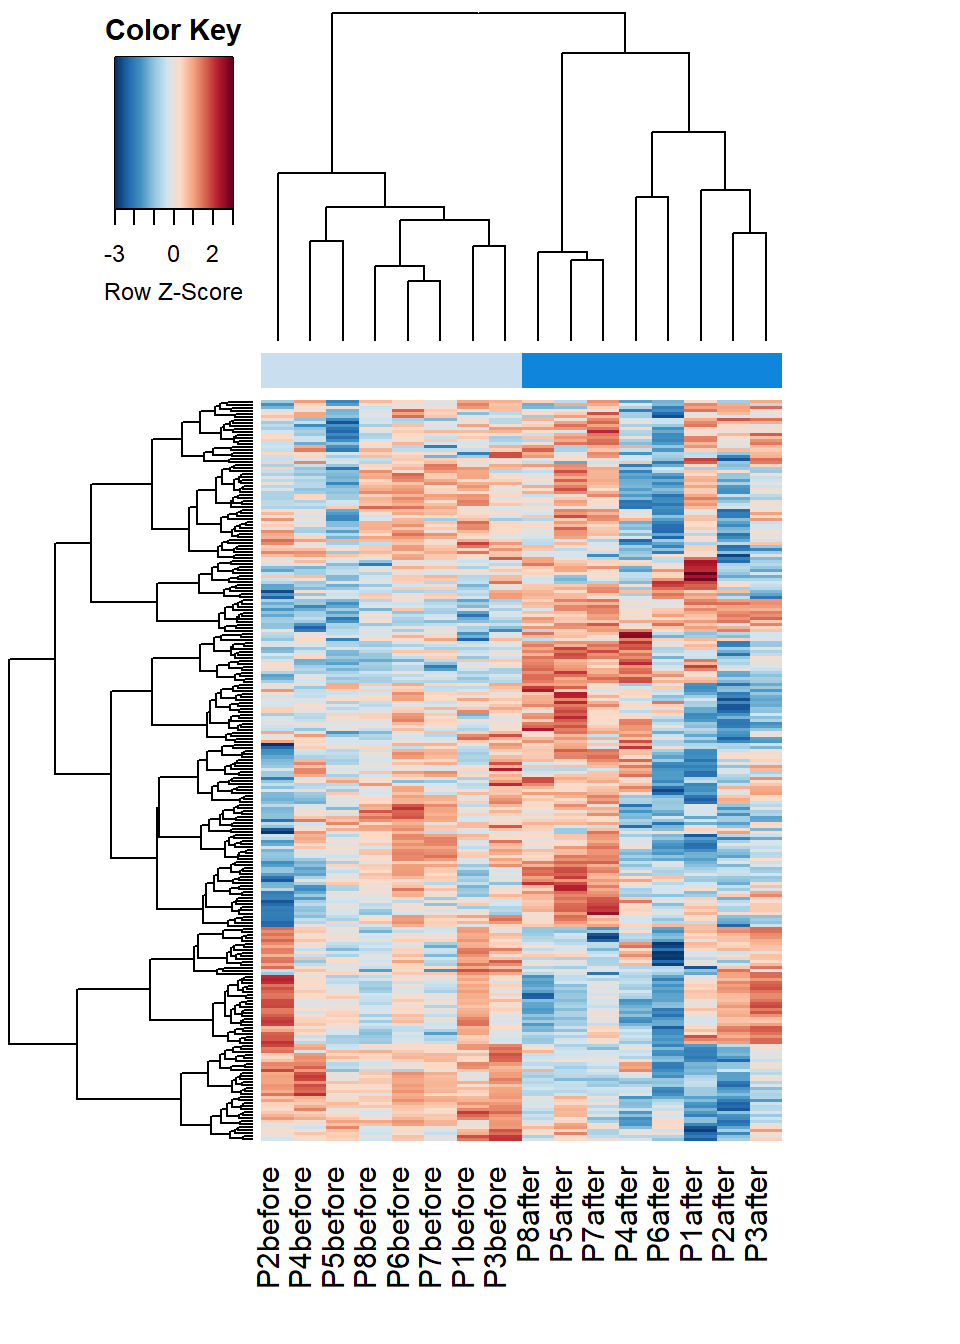 Color Key
-3 0 2
Row Z-Score
P2before
P4before
P5before
P8before
P6before
P7before
P1before
P3before
P8after
P5after
P7after
P4after
P6after
P1after
P2after
P3after